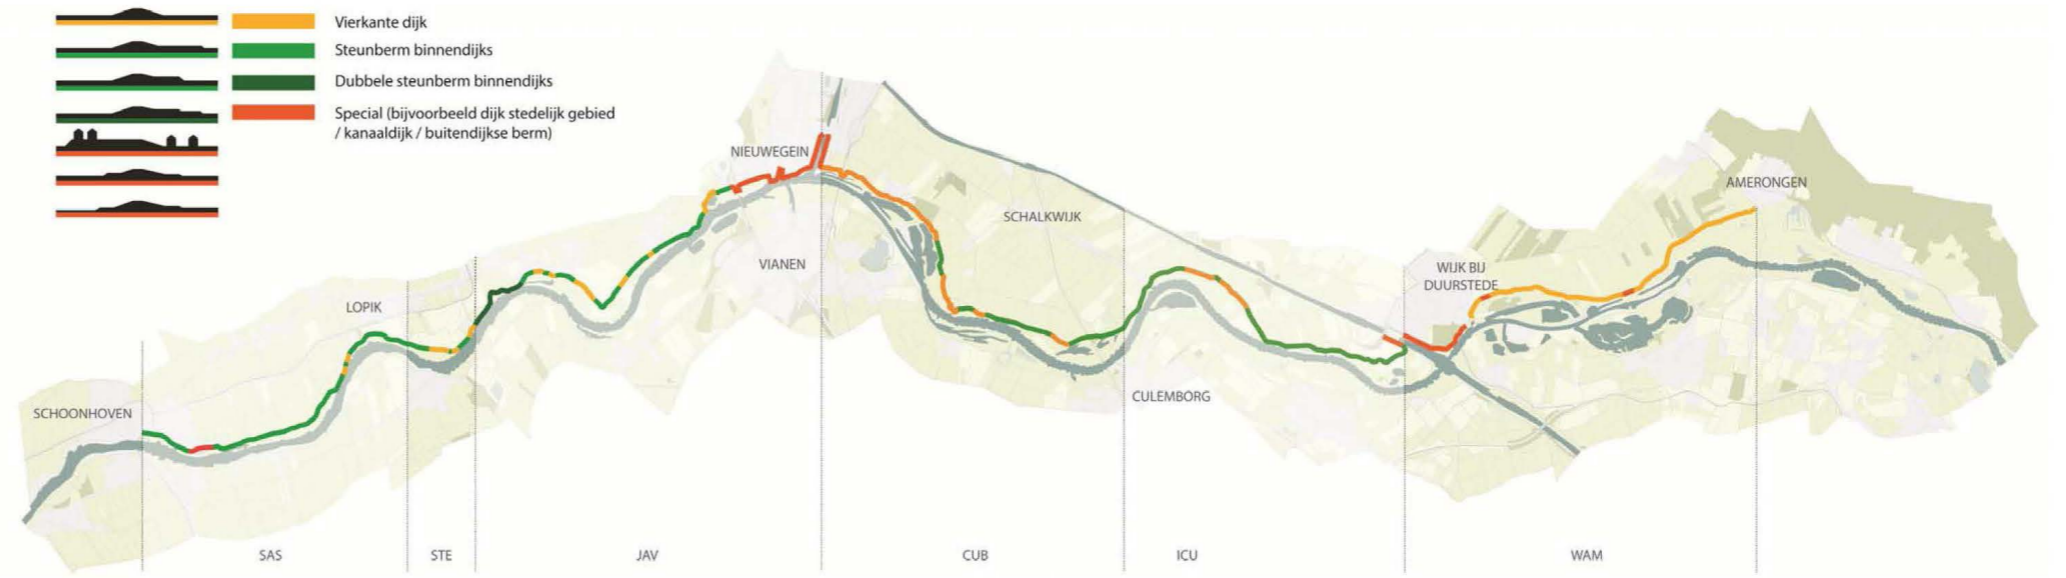 Vierkante dijk
Steunberm binnendijks
Dubbele steunberm binnendijks
Special (bijvoorbeeld dijk stedelijk gebied
/ kanaaldijk / buitendijkse berm)
NIEUWEGEIN
AMERONGEN
SCHALKWIJK
VIANEN
WIJK BIJ
DUURSTEDE
LOPIK
CULEMBORG
SCHOONHOVEN
SAS
STE
JAV
CUB
ICU
WAM